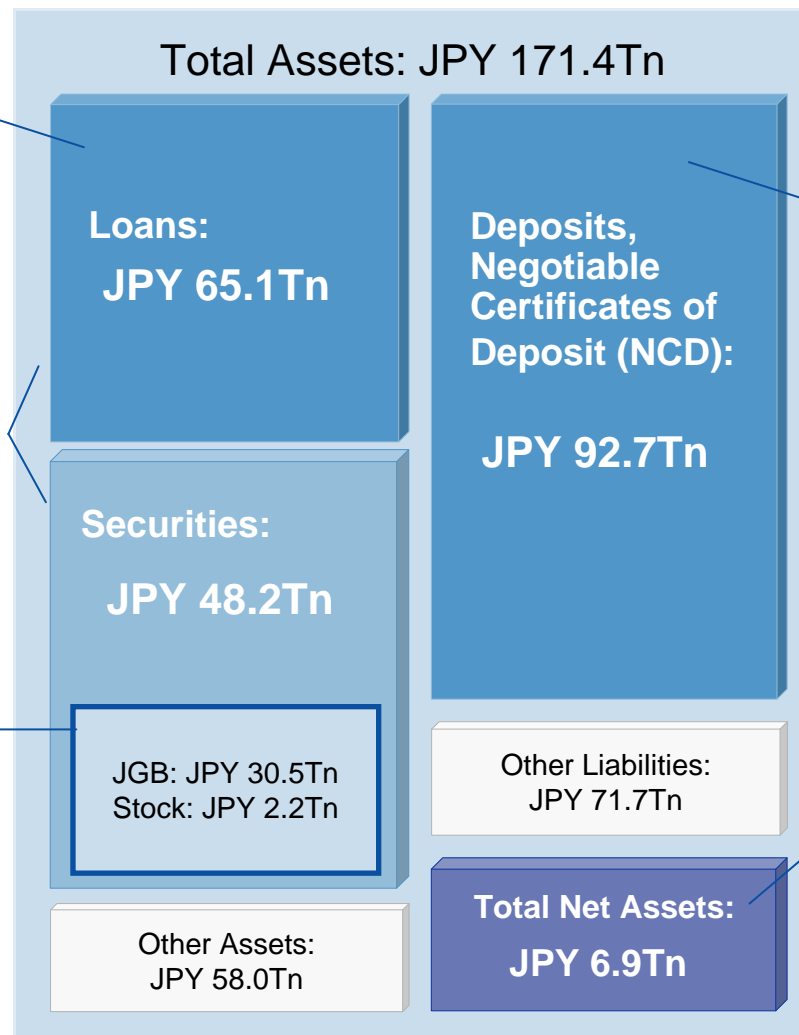 Total Assets: JPY 171.4Tn
Loans:
JPY 65.1Tn
Securities:
JPY 48.2Tn
JGB: JPY 30.5Tn
Stock: JPY 2.2Tn
Other Assets:
JPY 58.0Tn
Deposits,
Negotiable
Certificates of
Deposit (NCD):
JPY 92.7Tn
Other Liabilities:
JPY 71.7Tn
Total Net Assets:
JPY 6.9Tn